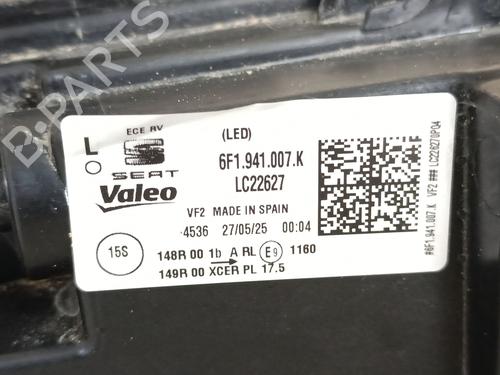 B-PARTS
ECE RV
(LED)
L
O
SEAT
6F1.941.007.K
Valeo
LC22627
VF2 MADE IN SPAIN
4536 27/05/25 00:04
15S
148R 00 1b A RL E9 1160
149R 00 XCER PL 17.5
#6F1.941.007. K VF2 ### LC22627